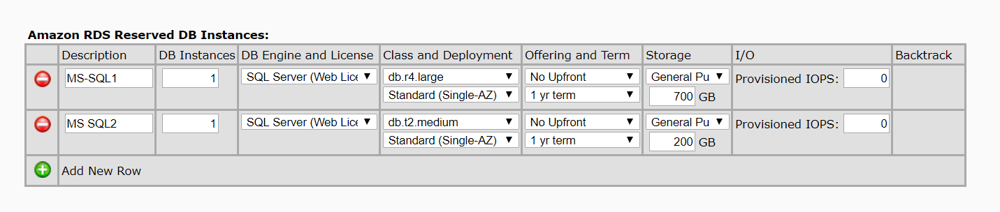 Amazon RDS Reserved DB Instances:
Description DB Instances DB Engine and License Class and Deployment Offering and Term Storage I/O Backtrack
MS-SQL1 1 SQL Server (Web Lice db.r4.large No Upfront General Pu Provisioned IOPS: 0
Standard (Single-AZ) 1 yr term 700 GB
MS SQL2 1 SQL Server (Web Lice db.t2.medium No Upfront General Pu Provisioned IOPS: 0
Standard (Single-AZ) 1 yr term 200 GB
Add New Row